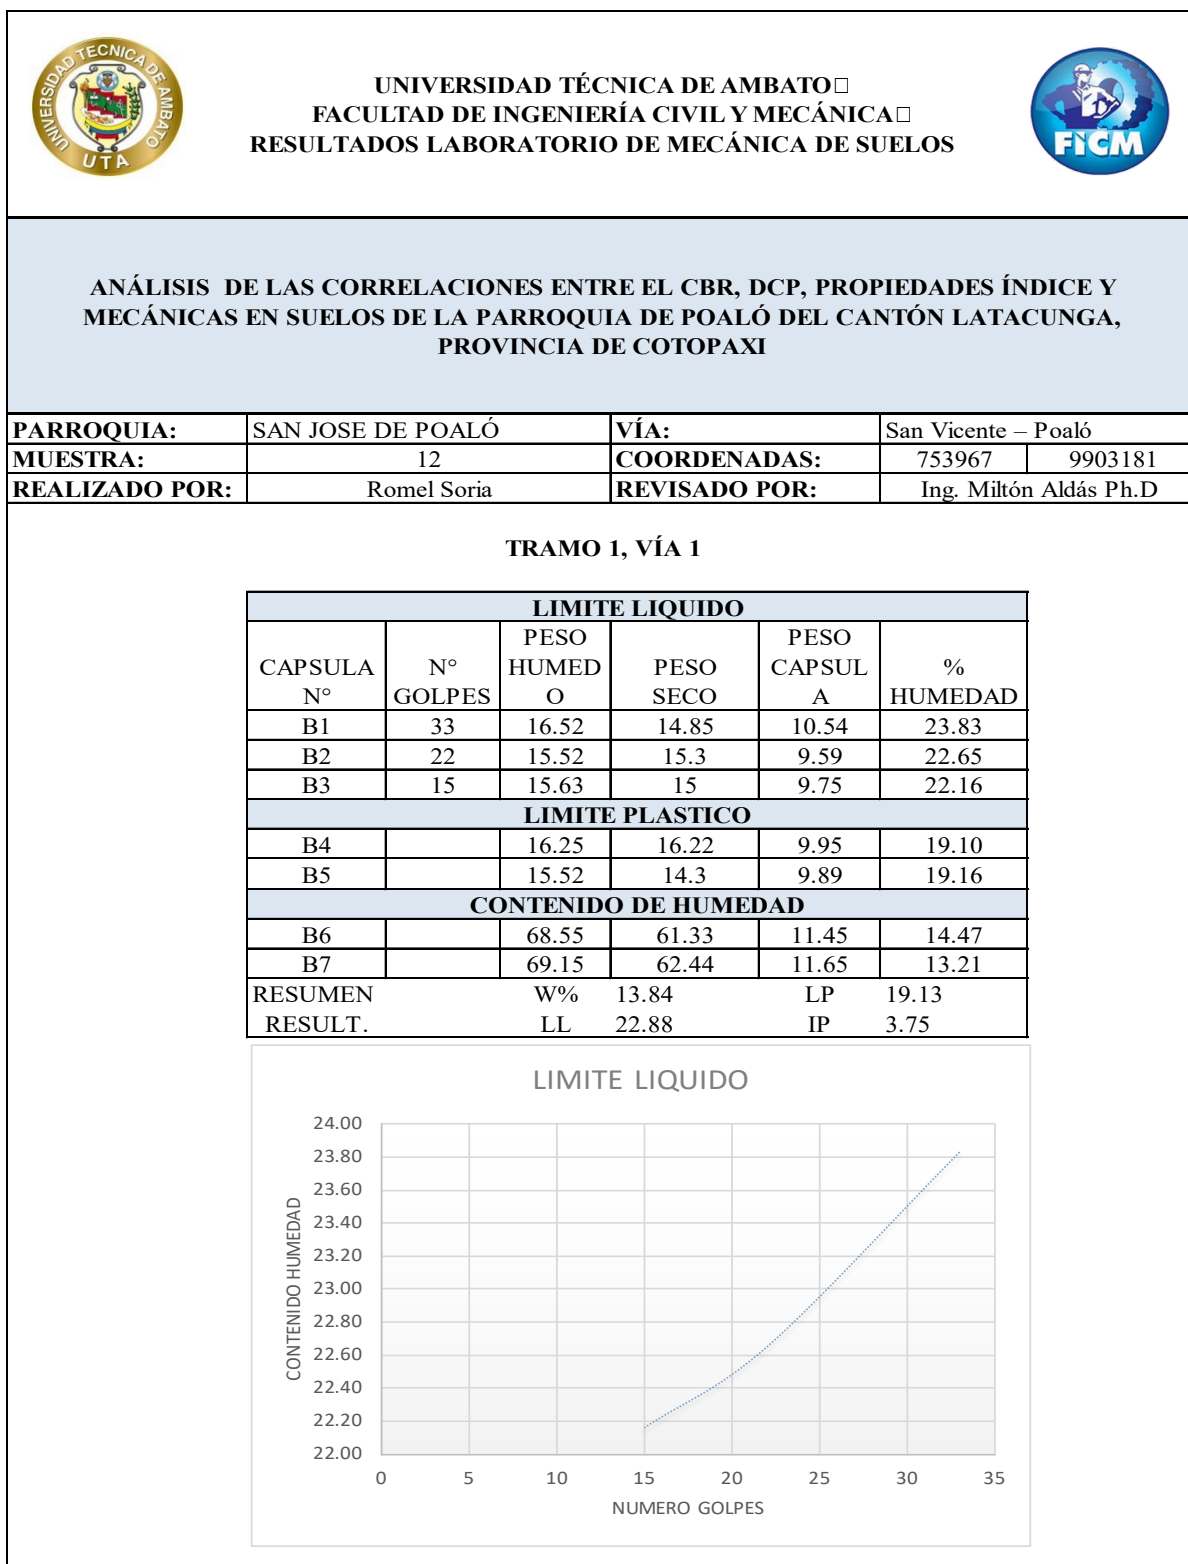 UNIVERSIDAD TECNICA DE AMBATO
UTA
UNIVERSIDAD TÉCNICA DE AMBATO□
FACULTAD DE INGENIERÍA CIVIL Y MECÁNICA□
RESULTADOS LABORATORIO DE MECÁNICA DE SUELOS
FICM
ANÁLISIS DE LAS CORRELACIONES ENTRE EL CBR, DCP, PROPIEDADES ÍNDICE Y
MECÁNICAS EN SUELOS DE LA PARROQUIA DE POALÓ DEL CANTÓN LATACUNGA,
PROVINCIA DE COTOPAXI
PARROQUIA: SAN JOSE DE POALÓ VÍA: San Vicente – Poaló
MUESTRA: 12 COORDENADAS: 753967 9903181
REALIZADO POR: Romel Soria REVISADO POR: Ing. Miltón Aldás Ph.D
TRAMO 1, VÍA 1
LIMITE LIQUIDO
PESO PESO
CAPSULA N° HUMED PESO CAPSUL %
N° GOLPES O SECO A HUMEDAD
B1 33 16.52 14.85 10.54 23.83
B2 22 15.52 15.3 9.59 22.65
B3 15 15.63 15 9.75 22.16
LIMITE PLASTICO
B4 16.25 16.22 9.95 19.10
B5 15.52 14.3 9.89 19.16
CONTENIDO DE HUMEDAD
B6 68.55 61.33 11.45 14.47
B7 69.15 62.44 11.65 13.21
RESUMEN W% 13.84 LP 19.13
RESULT. LL 22.88 IP 3.75
LIMITE LIQUIDO
24.00
23.80
23.60
23.40
23.20
23.00
22.80
22.60
22.40
22.20
22.00
CONTENIDO HUMEDAD
0 5 10 15 20 25 30 35
NUMERO GOLPES